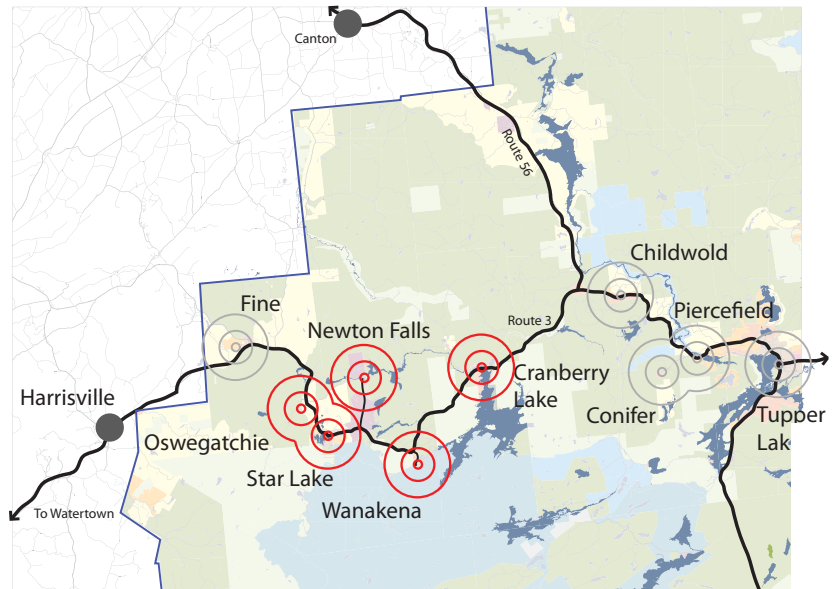 Canton
Route 56
Childwold
Fine
Piercefield
Newton Falls
Route 3
Cranberry
Lake
Harrisville
Conifer
Tupper
Lak
Oswegatchie
Star Lake
Wanakena
To Watertown